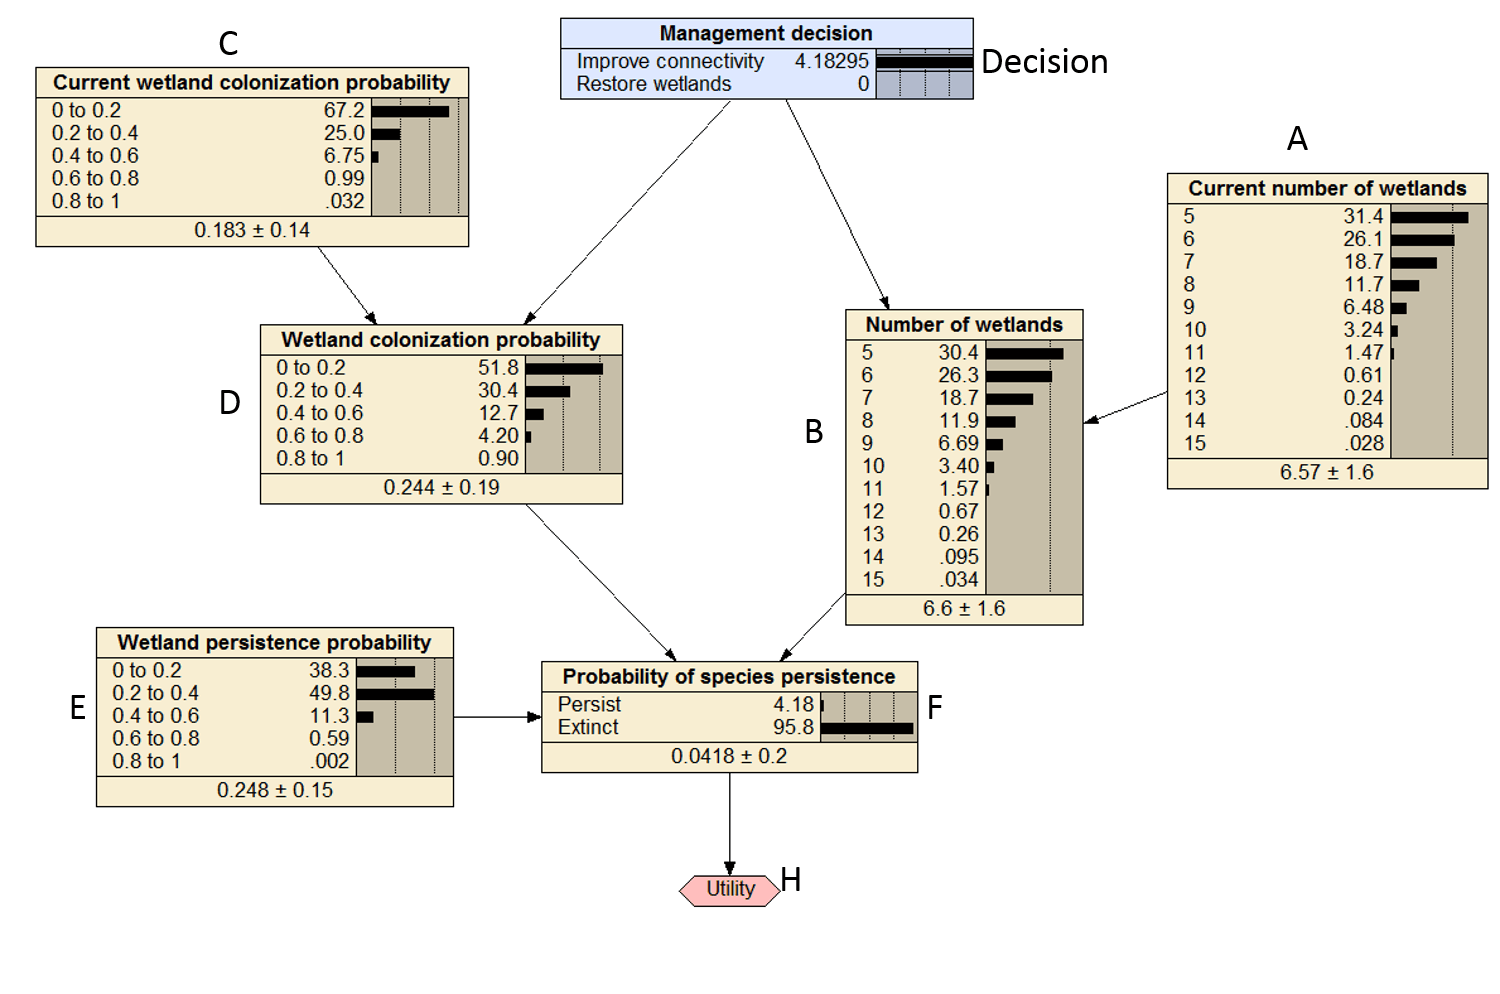 C
Current wetland colonization probability
0 to 0.2 67.2
0.2 to 0.4 25.0
0.4 to 0.6 6.75
0.6 to 0.8 0.99
0.8 to 1 .032
0.183 ± 0.14
Management decision
Improve connectivity 4.18295
Restore wetlands 0
Decision
A
Current number of wetlands
5 31.4
6 26.1
7 18.7
8 11.7
9 6.48
10 3.24
11 1.47
12 0.61
13 0.24
14 .084
15 .028
6.57 ± 1.6
D
Wetland colonization probability
0 to 0.2 51.8
0.2 to 0.4 30.4
0.4 to 0.6 12.7
0.6 to 0.8 4.20
0.8 to 1 0.90
0.244 ± 0.19
B
Number of wetlands
5 30.4
6 26.3
7 18.7
8 11.9
9 6.69
10 3.40
11 1.57
12 0.67
13 0.26
14 .095
15 .034
6.6 ± 1.6
E
Wetland persistence probability
0 to 0.2 38.3
0.2 to 0.4 49.8
0.4 to 0.6 11.3
0.6 to 0.8 0.59
0.8 to 1 .002
0.248 ± 0.15
Probability of species persistence
Persist 4.18
Extinct 95.8
0.0418 ± 0.2
F
Utility
H